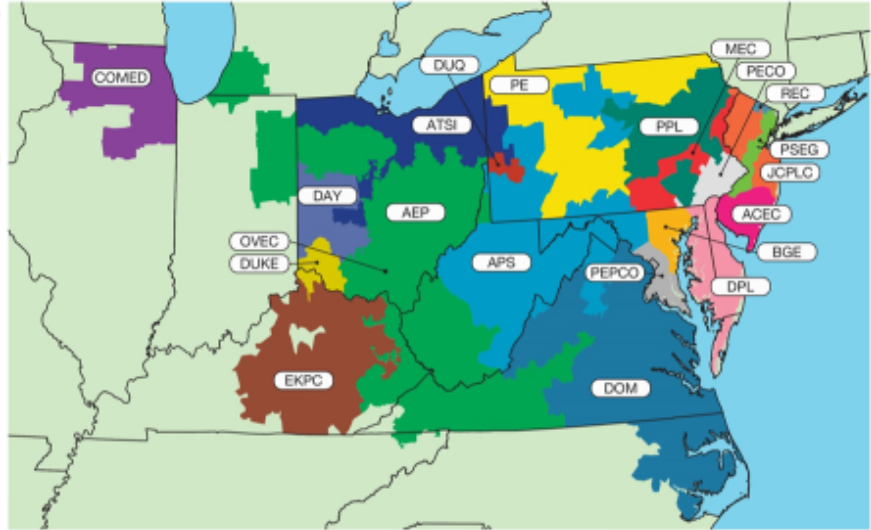 MEC
DUQ
PECO
COMED
PE
REC
ATSI
PPL
PSEG
JCPLC
DAY
AEP
ACEC
OVEC
BGE
DUKE
APS
PEPCO
DPL
EKPC
DOM